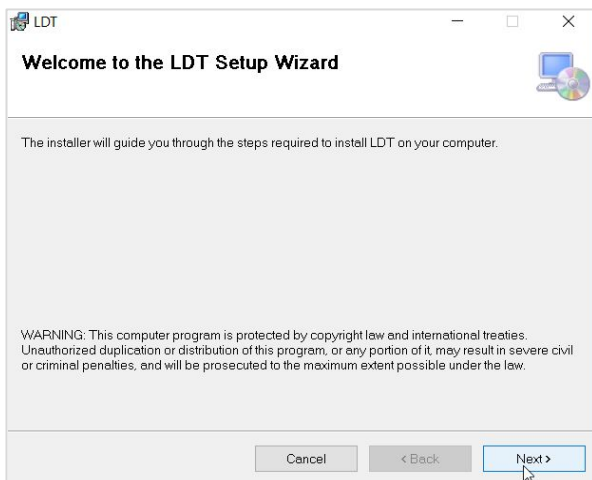 LDT
Welcome to the LDT Setup Wizard
The installer will guide you through the steps required to install LDT on your computer.
WARNING: This computer program is protected by copyright law and international treaties.
Unauthorized duplication or distribution of this program, or any portion of it, may result in severe civil
or criminal penalties, and will be prosecuted to the maximum extent possible under the law.
Cancel
< Back
Next >